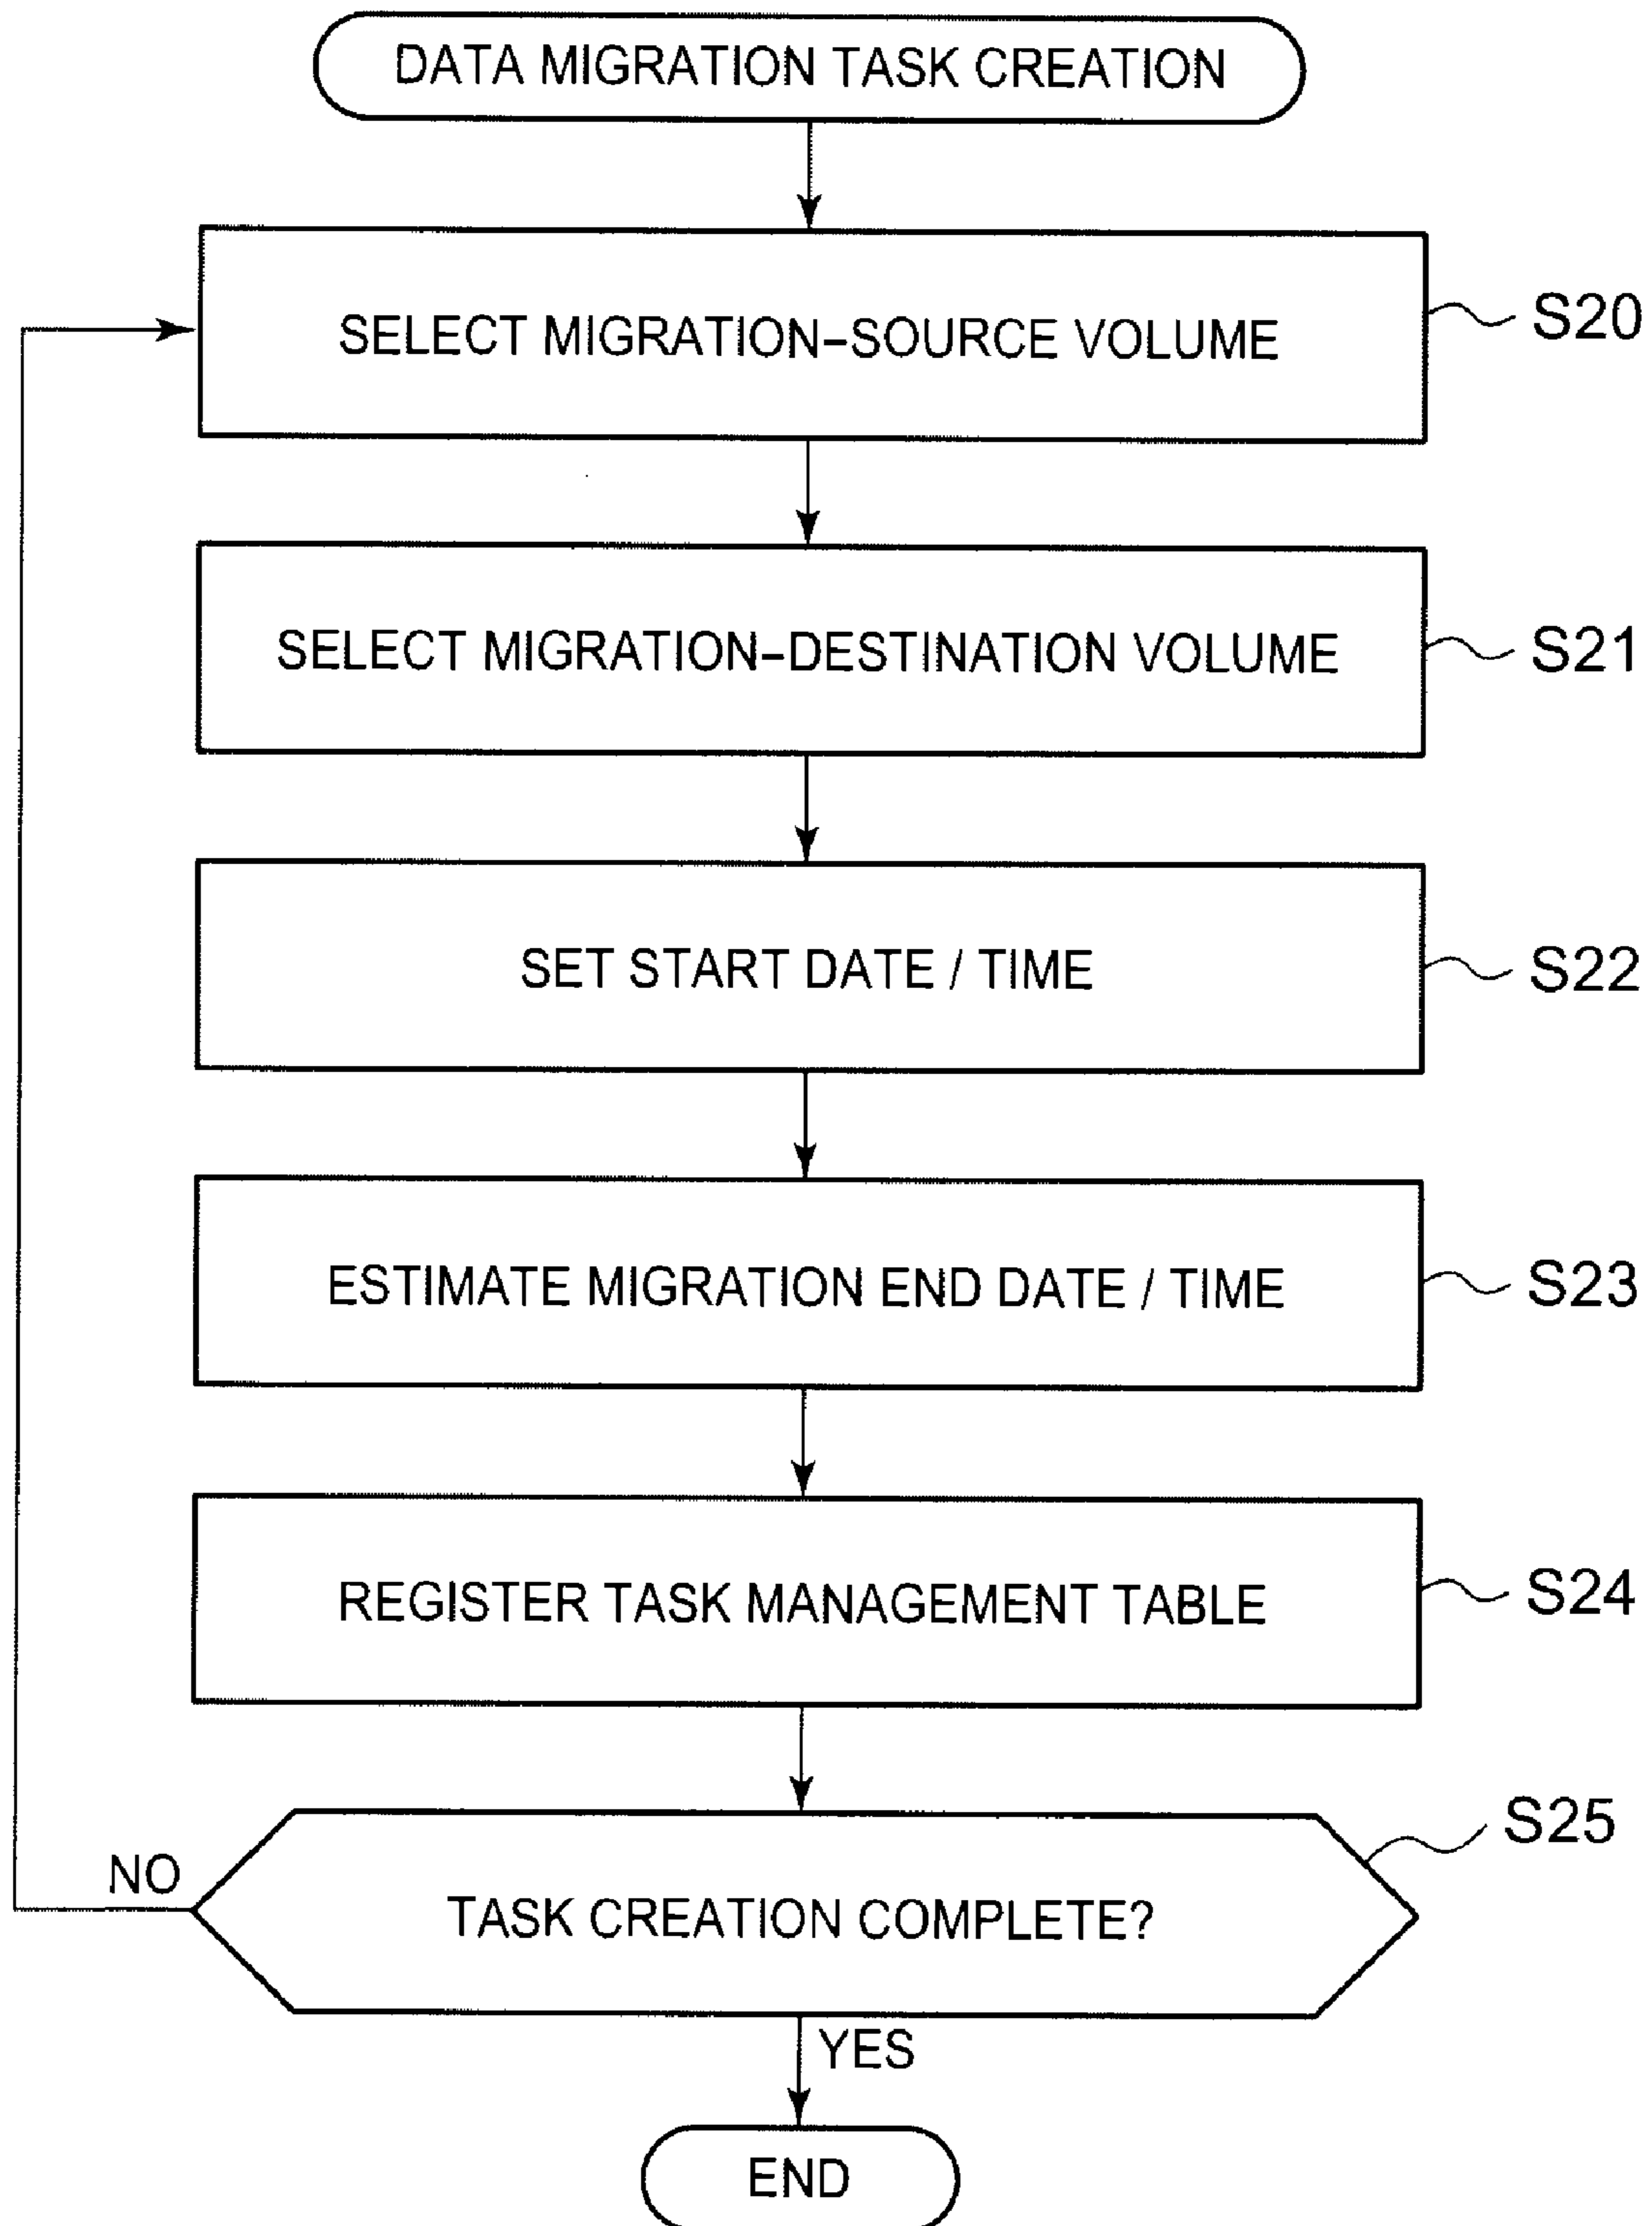 DATA MIGRATION TASK CREATION
SELECT MIGRATION-SOURCE VOLUME
S20
SELECT MIGRATION-DESTINATION VOLUME
S21
SET START DATE / TIME
S22
ESTIMATE MIGRATION END DATE / TIME
S23
REGISTER TASK MANAGEMENT TABLE
S24
S25
NO
TASK CREATION COMPLETE?
YES
END